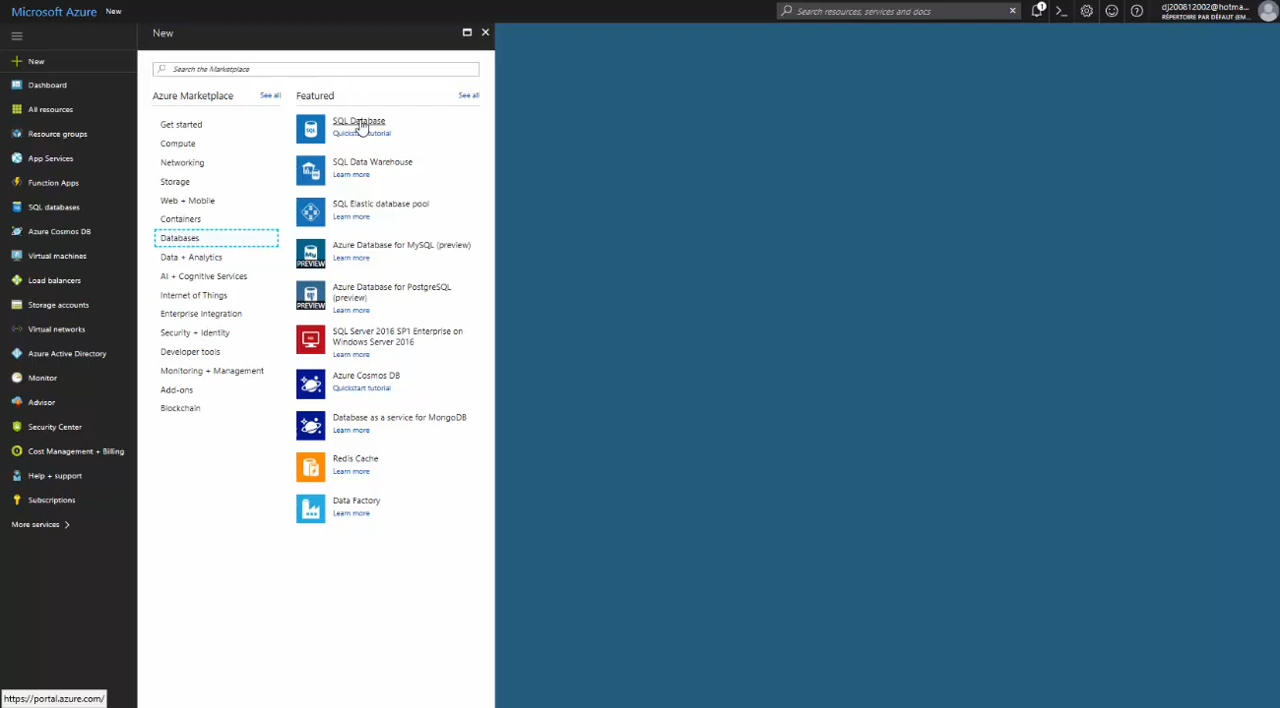 Microsoft Azure New
Search resources, services and docs
1
dj200812002@hotma...
RÉPERTOIRE PAR DÉFAUT (EM...
New
New
Search the Marketplace
Dashboard
All resources
Resource groups
App Services
Function Apps
SQL databases
Azure Cosmos DB
Virtual machines
Load balancers
Storage accounts
Virtual networks
Azure Active Directory
Monitor
Advisor
Security Center
Cost Management + Billing
Help + support
Subscriptions
More services
Azure Marketplace See all
Get started
Compute
Networking
Storage
Web + Mobile
Containers
Databases
Data + Analytics
AI + Cognitive Services
Internet of Things
Enterprise Integration
Security + Identity
Developer tools
Monitoring + Management
Add-ons
Blockchain
Featured See all
SQL
SQL Database
Quickstart tutorial
SQL Data Warehouse
Learn more
SQL Elastic database pool
Learn more
My
PREVIEW
Azure Database for MySQL (preview)
Learn more
PREVIEW
Azure Database for PostgreSQL
(preview)
Learn more
SQL Server 2016 SP1 Enterprise on
Windows Server 2016
Learn more
Azure Cosmos DB
Quickstart tutorial
Database as a service for MongoDB
Learn more
Redis Cache
Learn more
Data Factory
Learn more
https://portal.azure.com/